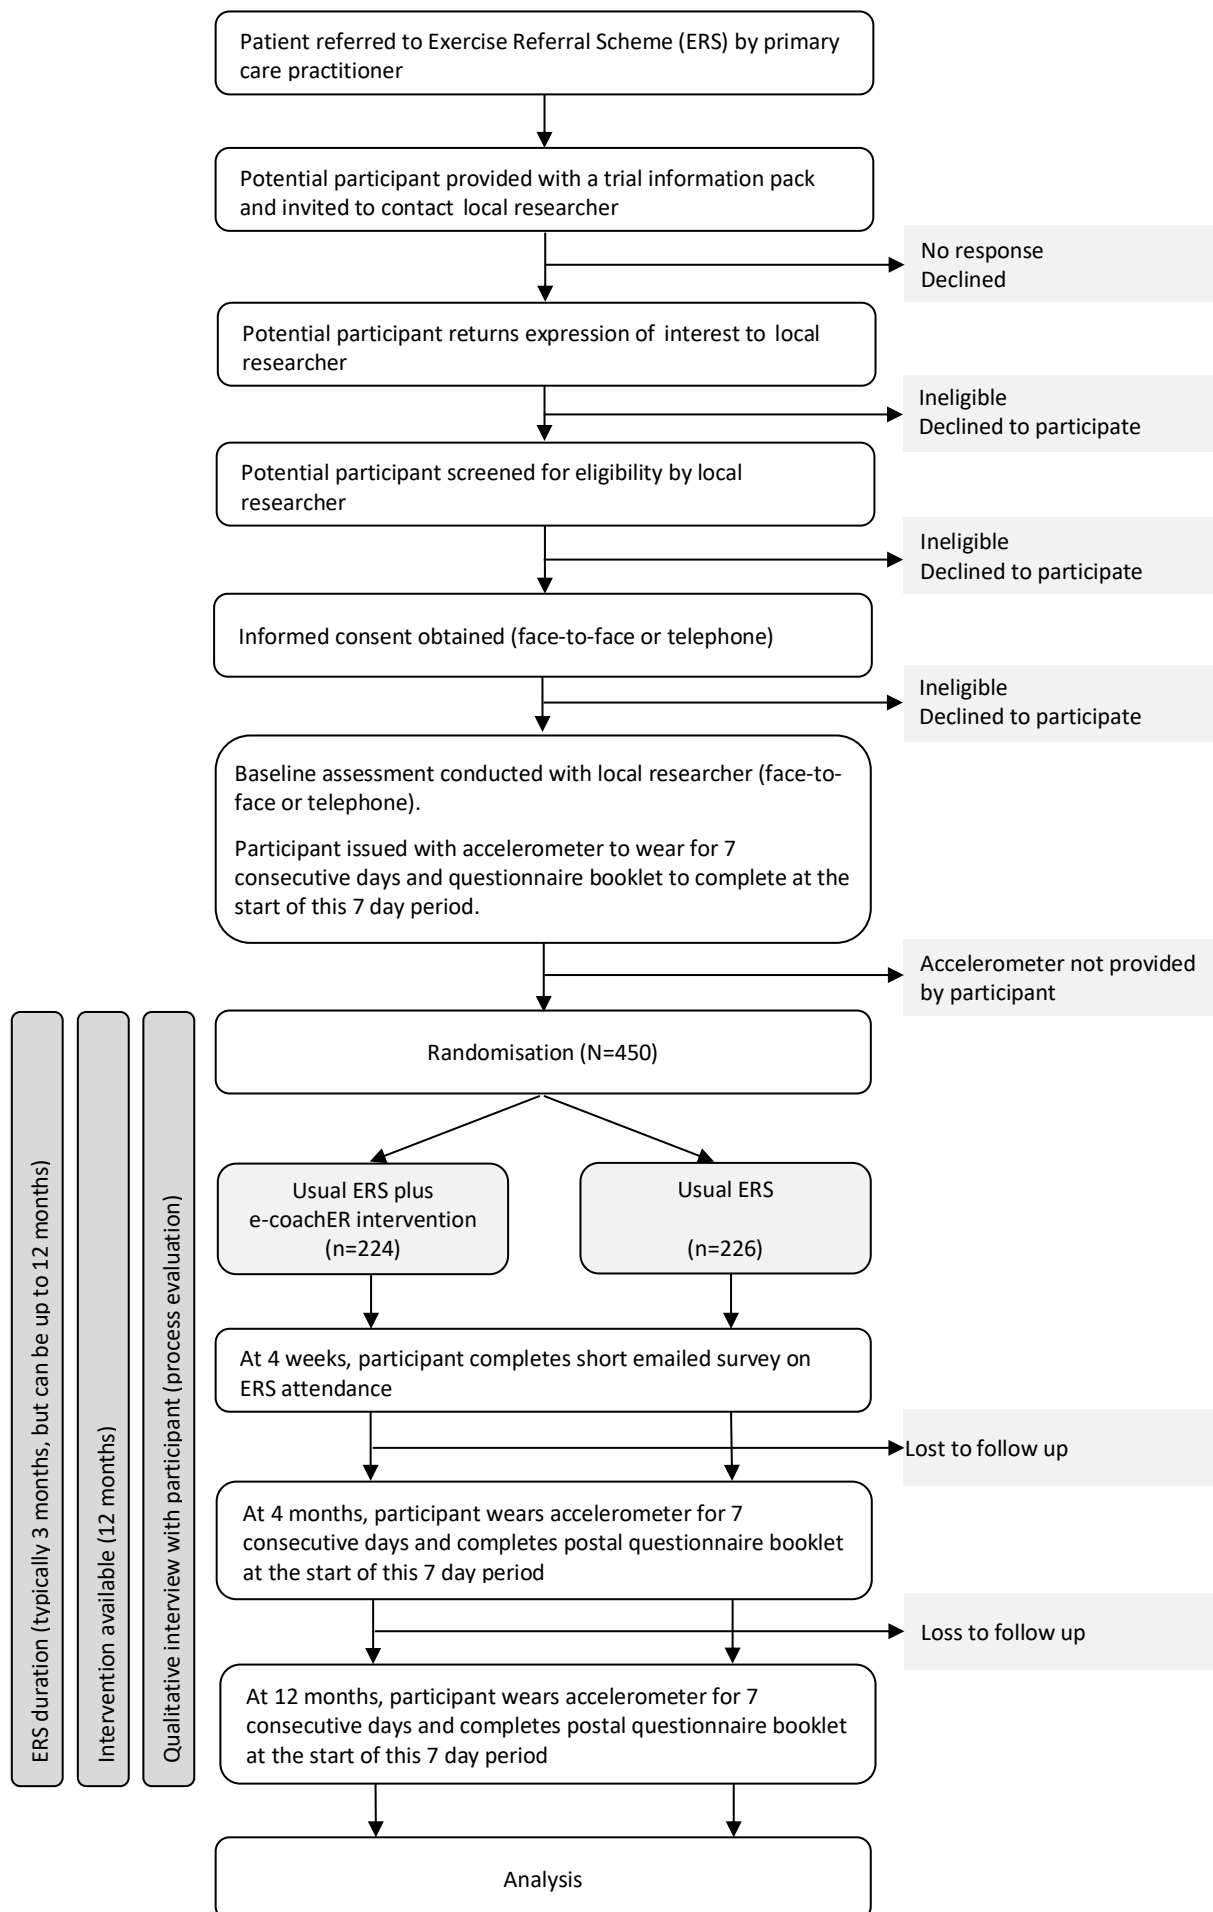 Patient referred to Exercise Referral Scheme (ERS) by primary
care practitioner
Potential participant provided with a trial information pack
and invited to contact local researcher
No response
Declined
Potential participant returns expression of interest to local
researcher
Ineligible
Declined to participate
Potential participant screened for eligibility by local
researcher
Ineligible
Declined to participate
Informed consent obtained (face-to-face or telephone)
Ineligible
Declined to participate
Baseline assessment conducted with local researcher (face-to-
face or telephone).
Participant issued with accelerometer to wear for 7
consecutive days and questionnaire booklet to complete at the
start of this 7 day period.
Accelerometer not provided
by participant
Randomisation (N=450)
ERS duration (typically 3 months, but can be up to 12 months)
Intervention available (12 months)
Qualitative interview with participant (process evaluation)
Usual ERS plus
e-coachER intervention
(n=224)
Usual ERS
(n=226)
At 4 weeks, participant completes short emailed survey on
ERS attendance
Lost to follow up
At 4 months, participant wears accelerometer for 7
consecutive days and completes postal questionnaire booklet
at the start of this 7 day period
Loss to follow up
At 12 months, participant wears accelerometer for 7
consecutive days and completes postal questionnaire booklet
at the start of this 7 day period
Analysis